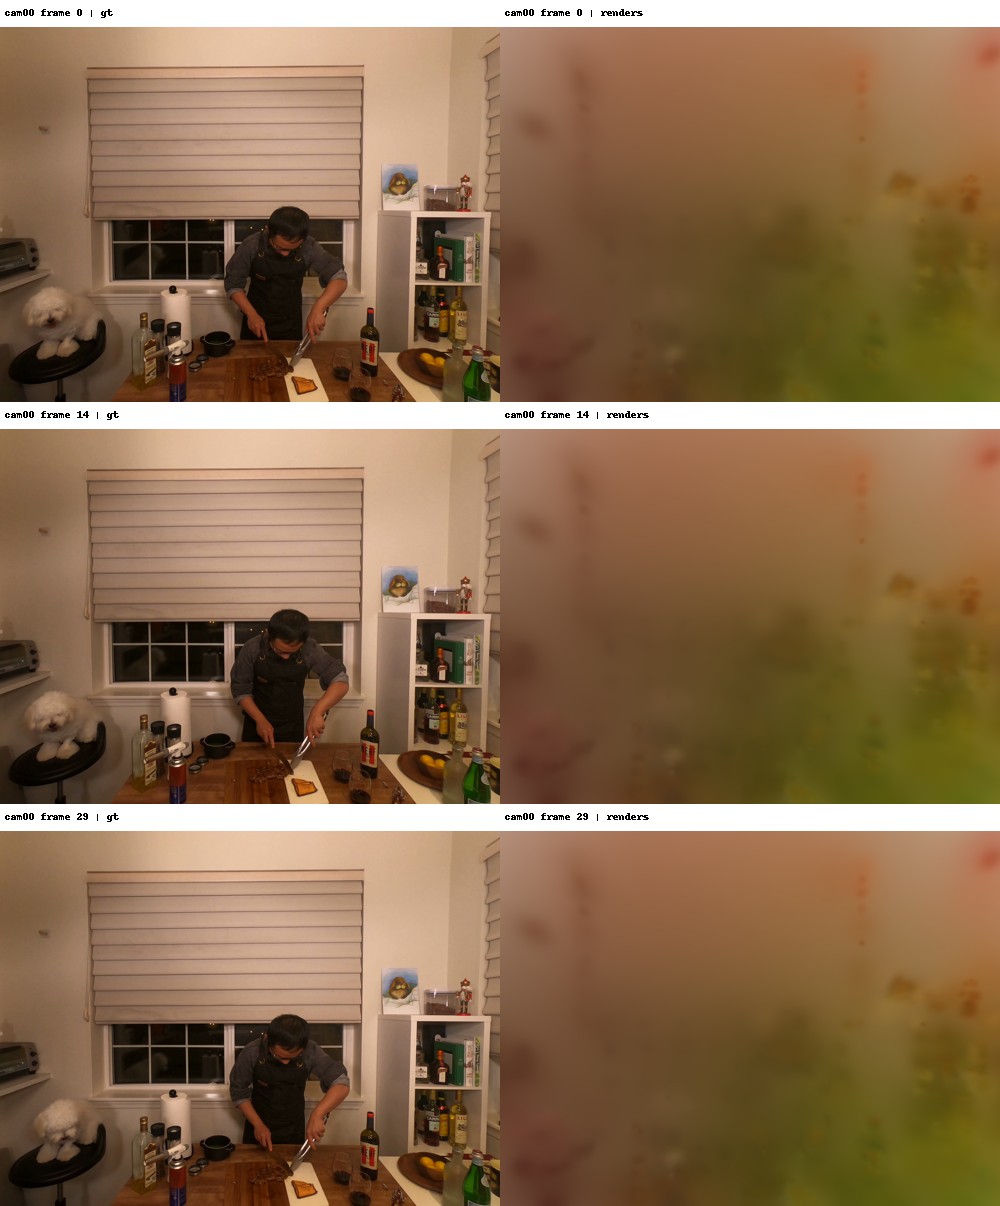 cam00 frame 0 | gt
cam00 frame 0 | renders
cam00 frame 14 | gt
cam00 frame 14 | renders
cam00 frame 29 | gt
cam00 frame 29 | renders